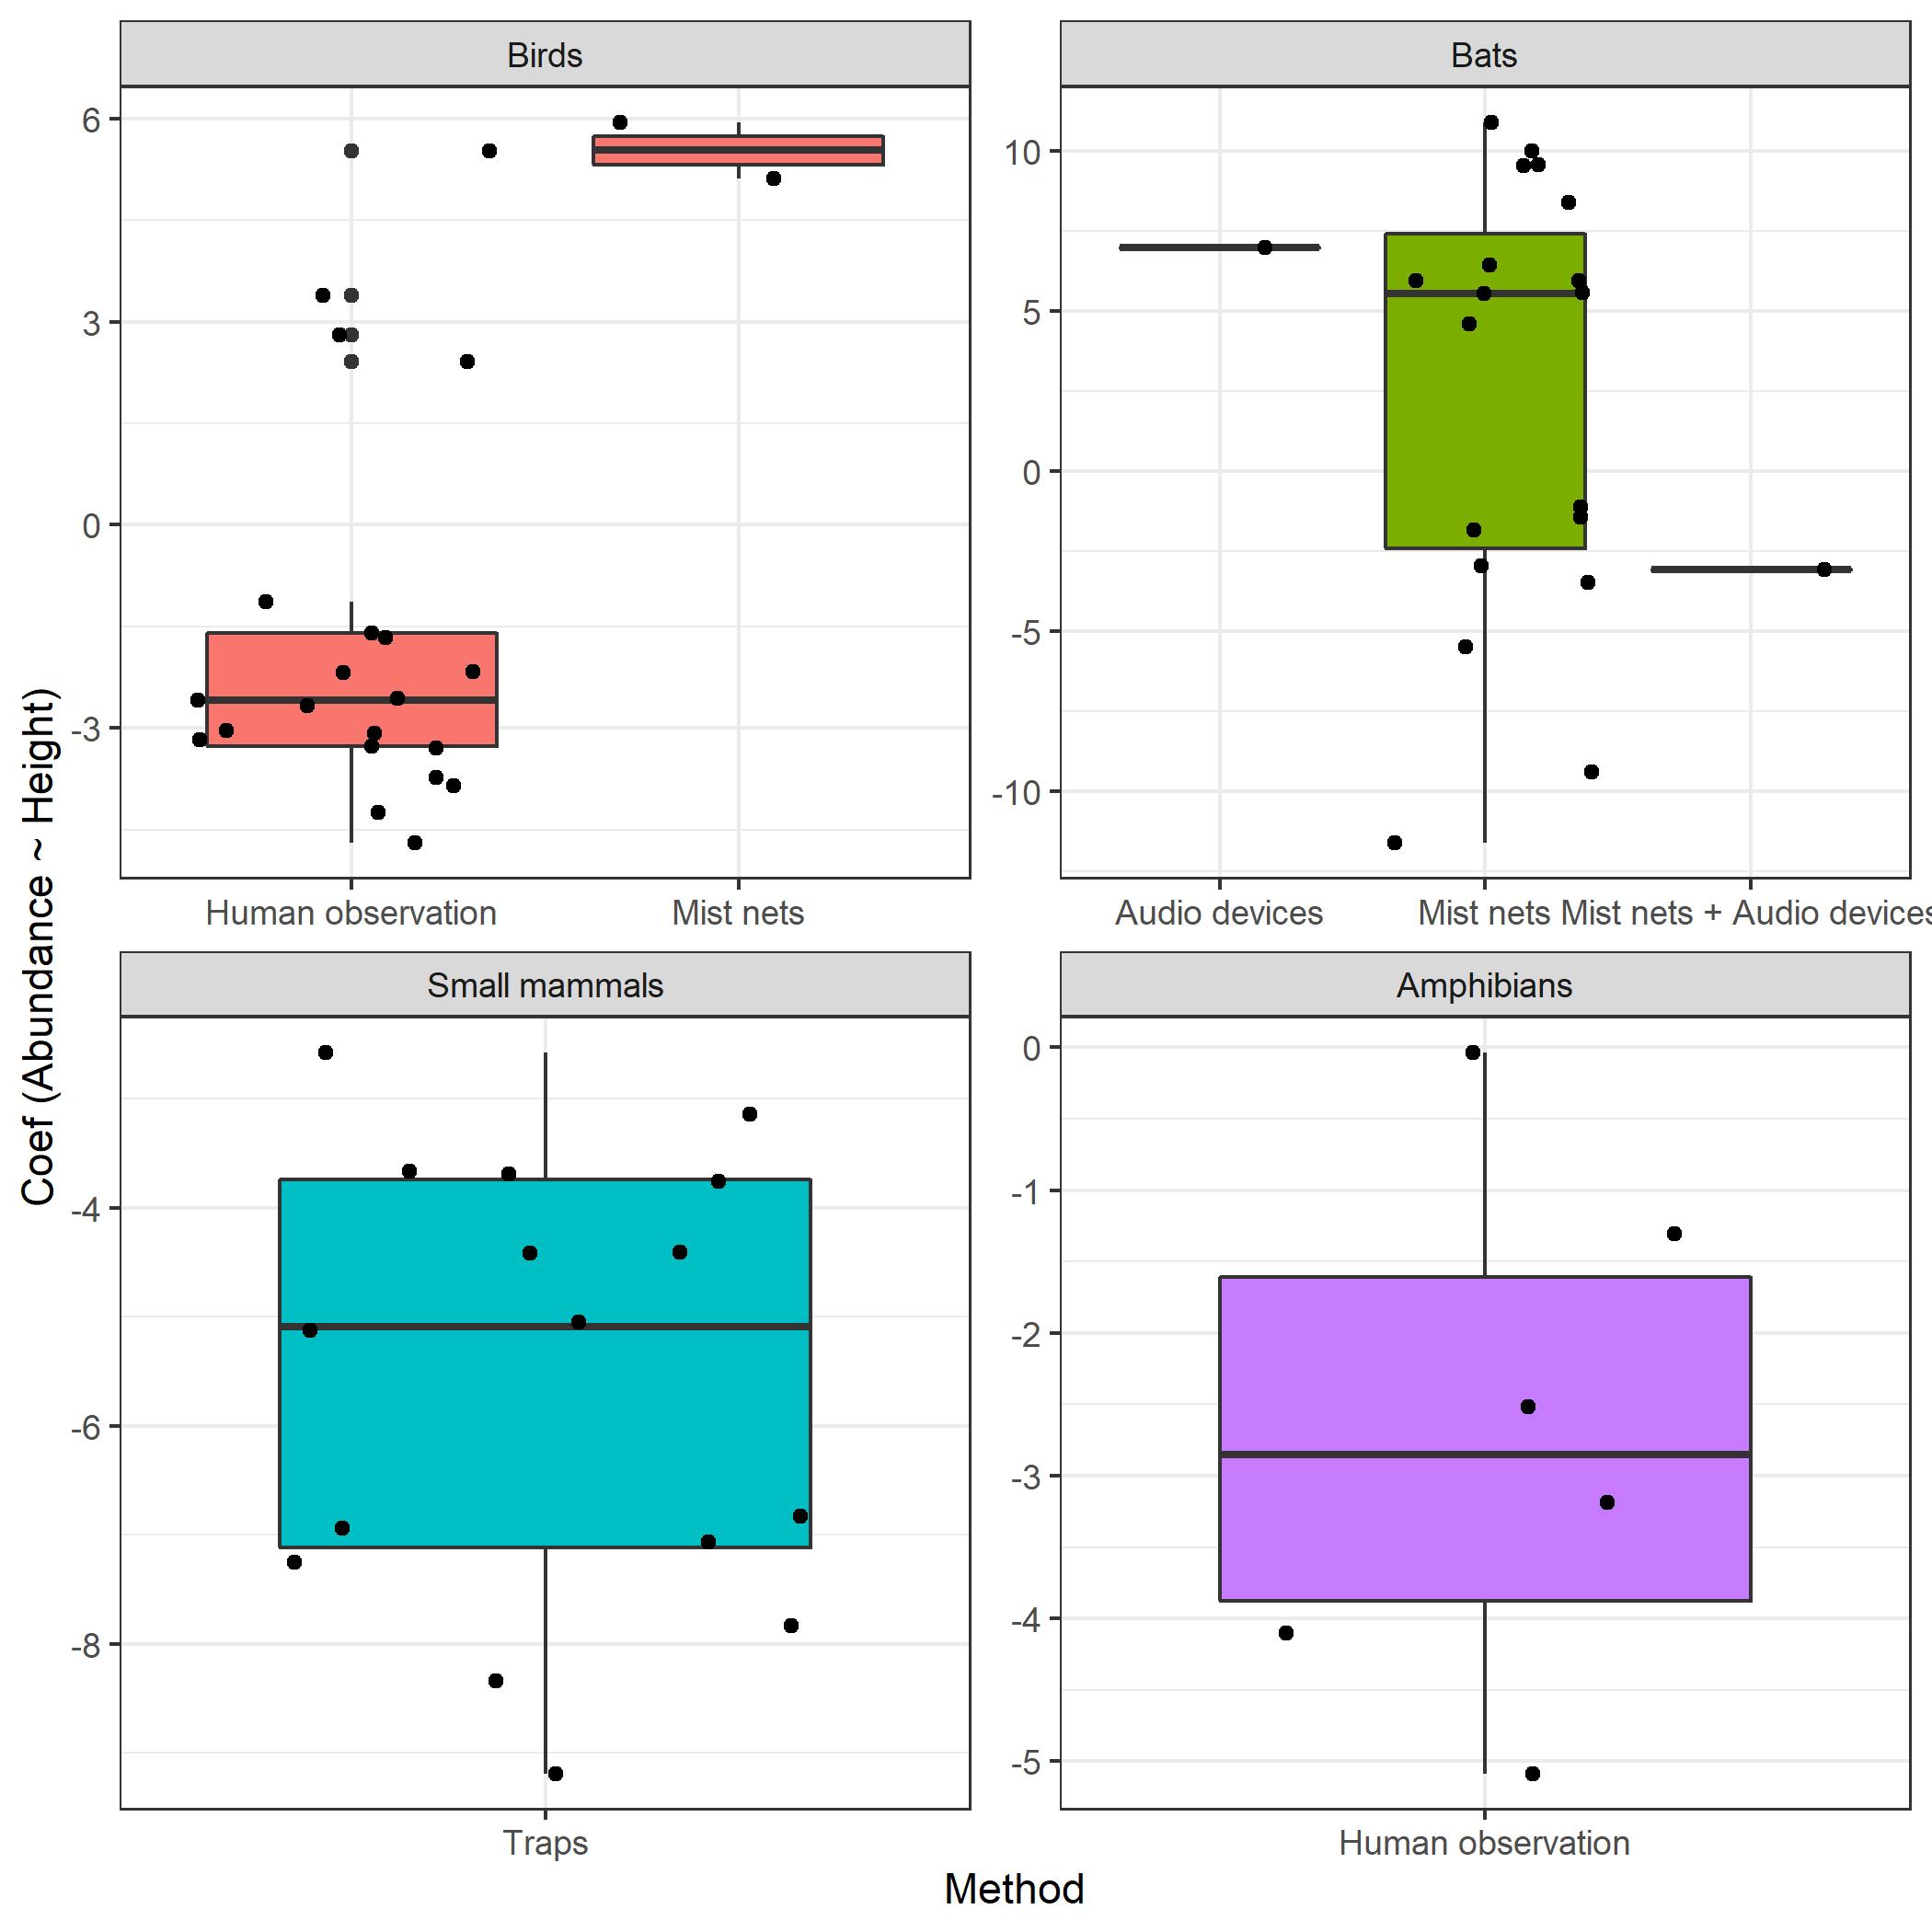 Birds
Bats
6
3
0
-3
10
5
0
-5
-10
Human observation
Mist nets
Audio devices
Mist nets
Mist nets + Audio devices
Small mammals
Amphibians
-4
-6
-8
0
-1
-2
-3
-4
-5
Traps
Human observation
Method
Coef (Abundance ~ Height)